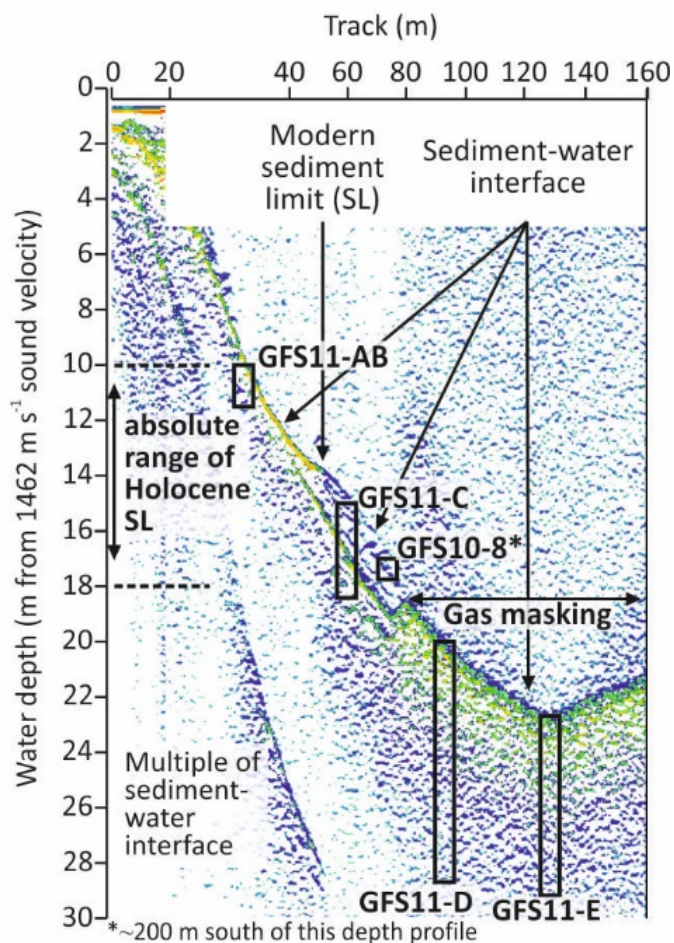 Track (m)
0 20 40 60 80 100 120 140 160
0
2
4
6
8
10
12
14
16
18
20
22
24
26
28
30
Water depth (m from 1462 m s⁻¹ sound velocity)
Modern
sediment
limit (SL)
Sediment-water
interface
GFS11-AB
absolute
range of
Holocene
SL
GFS11-C
GFS10-8*
Gas masking
Multiple of
sediment-
water
interface
GFS11-D
GFS11-E
*~200 m south of this depth profile